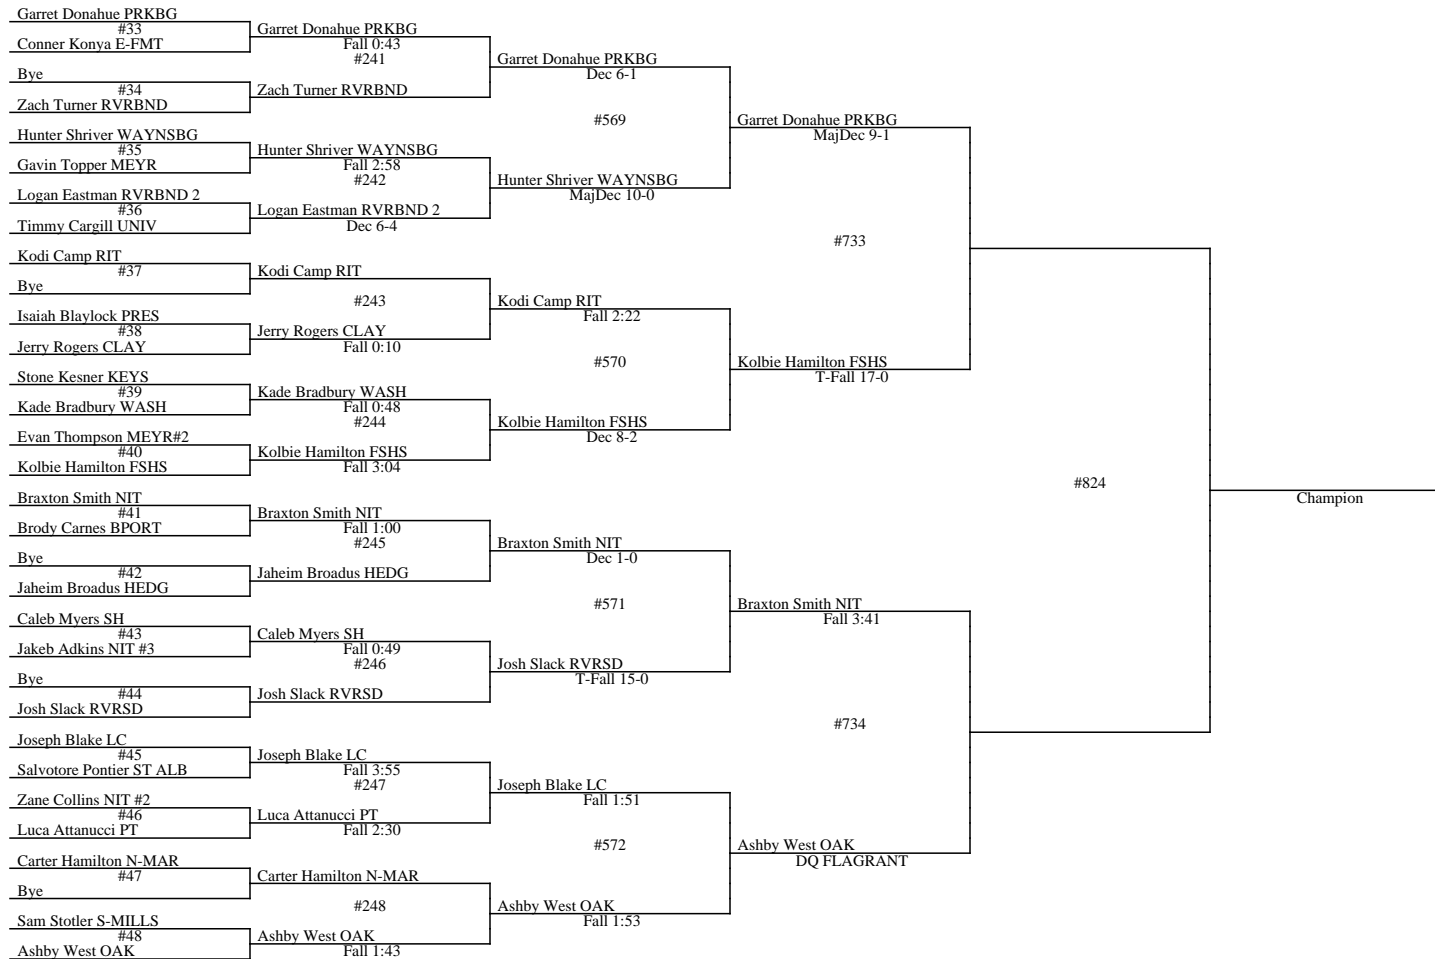 Garret Donahue PRKBG
#33
Conner Konya E-FMT
Bye
#34
Zach Turner RVRBND
Hunter Shriver WAYNSBG
#35
Gavin Topper MEYR
Logan Eastman RVRBND 2
#36
Timmy Cargill UNIV
Kodi Camp RIT
#37
Bye
Isaiah Blaylock PRES
#38
Jerry Rogers CLAY
Stone Kesner KEYS
#39
Kade Bradbury WASH
Evan Thompson MEYR#2
#40
Kolbie Hamilton FSHS
Braxton Smith NIT
#41
Brody Carnes BPORT
Bye
#42
Jaheim Broadus HEDG
Caleb Myers SH
#43
Jakeb Adkins NIT #3
Bye
#44
Josh Slack RVRSD
Joseph Blake LC
#45
Salvotore Pontier ST ALB
Zane Collins NIT #2
#46
Luca Attanucci PT
Carter Hamilton N-MAR
#47
Bye
Sam Stotler S-MILLS
#48
Ashby West OAK
Garret Donahue PRKBG
Fall 0:43
#241
Zach Turner RVRBND
Hunter Shriver WAYNSBG
Fall 2:58
#242
Logan Eastman RVRBND 2
Dec 6-4
Kodi Camp RIT
#243
Jerry Rogers CLAY
Fall 0:10
Kade Bradbury WASH
Fall 0:48
#244
Kolbie Hamilton FSHS
Fall 3:04
Braxton Smith NIT
Fall 1:00
#245
Jaheim Broadus HEDG
Caleb Myers SH
Fall 0:49
#246
Josh Slack RVRSD
Joseph Blake LC
Fall 3:55
#247
Luca Attanucci PT
Fall 2:30
Carter Hamilton N-MAR
#248
Ashby West OAK
Fall 1:43
Garret Donahue PRKBG
Dec 6-1
#569
Hunter Shriver WAYNSBG
MajDec 10-0
Kodi Camp RIT
Fall 2:22
#570
Kolbie Hamilton FSHS
Dec 8-2
Braxton Smith NIT
Dec 1-0
#571
Josh Slack RVRSD
T-Fall 15-0
Joseph Blake LC
Fall 1:51
#572
Ashby West OAK
Fall 1:53
Garret Donahue PRKBG
MajDec 9-1
#733
Kolbie Hamilton FSHS
T-Fall 17-0
Braxton Smith NIT
Fall 3:41
#734
Ashby West OAK
DQ FLAGRANT
#824
Champion